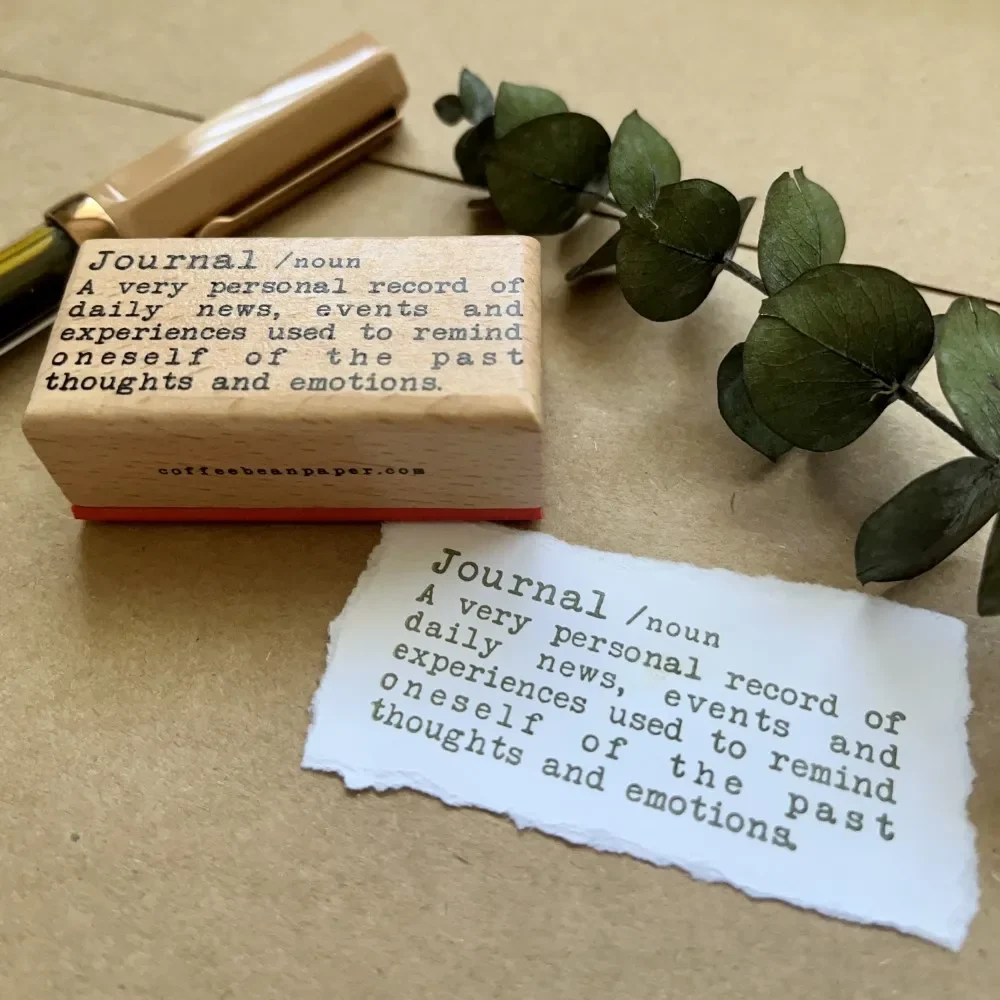 Journal /noun
A very personal record of
daily news, events and
experiences used to remind
oneself of the past
thoughts and emotions.
coffeebeanpaper.com
Journal /noun
A very personal record of
daily news, events and
experiences used to remind
oneself of the past
thoughts and emotions.